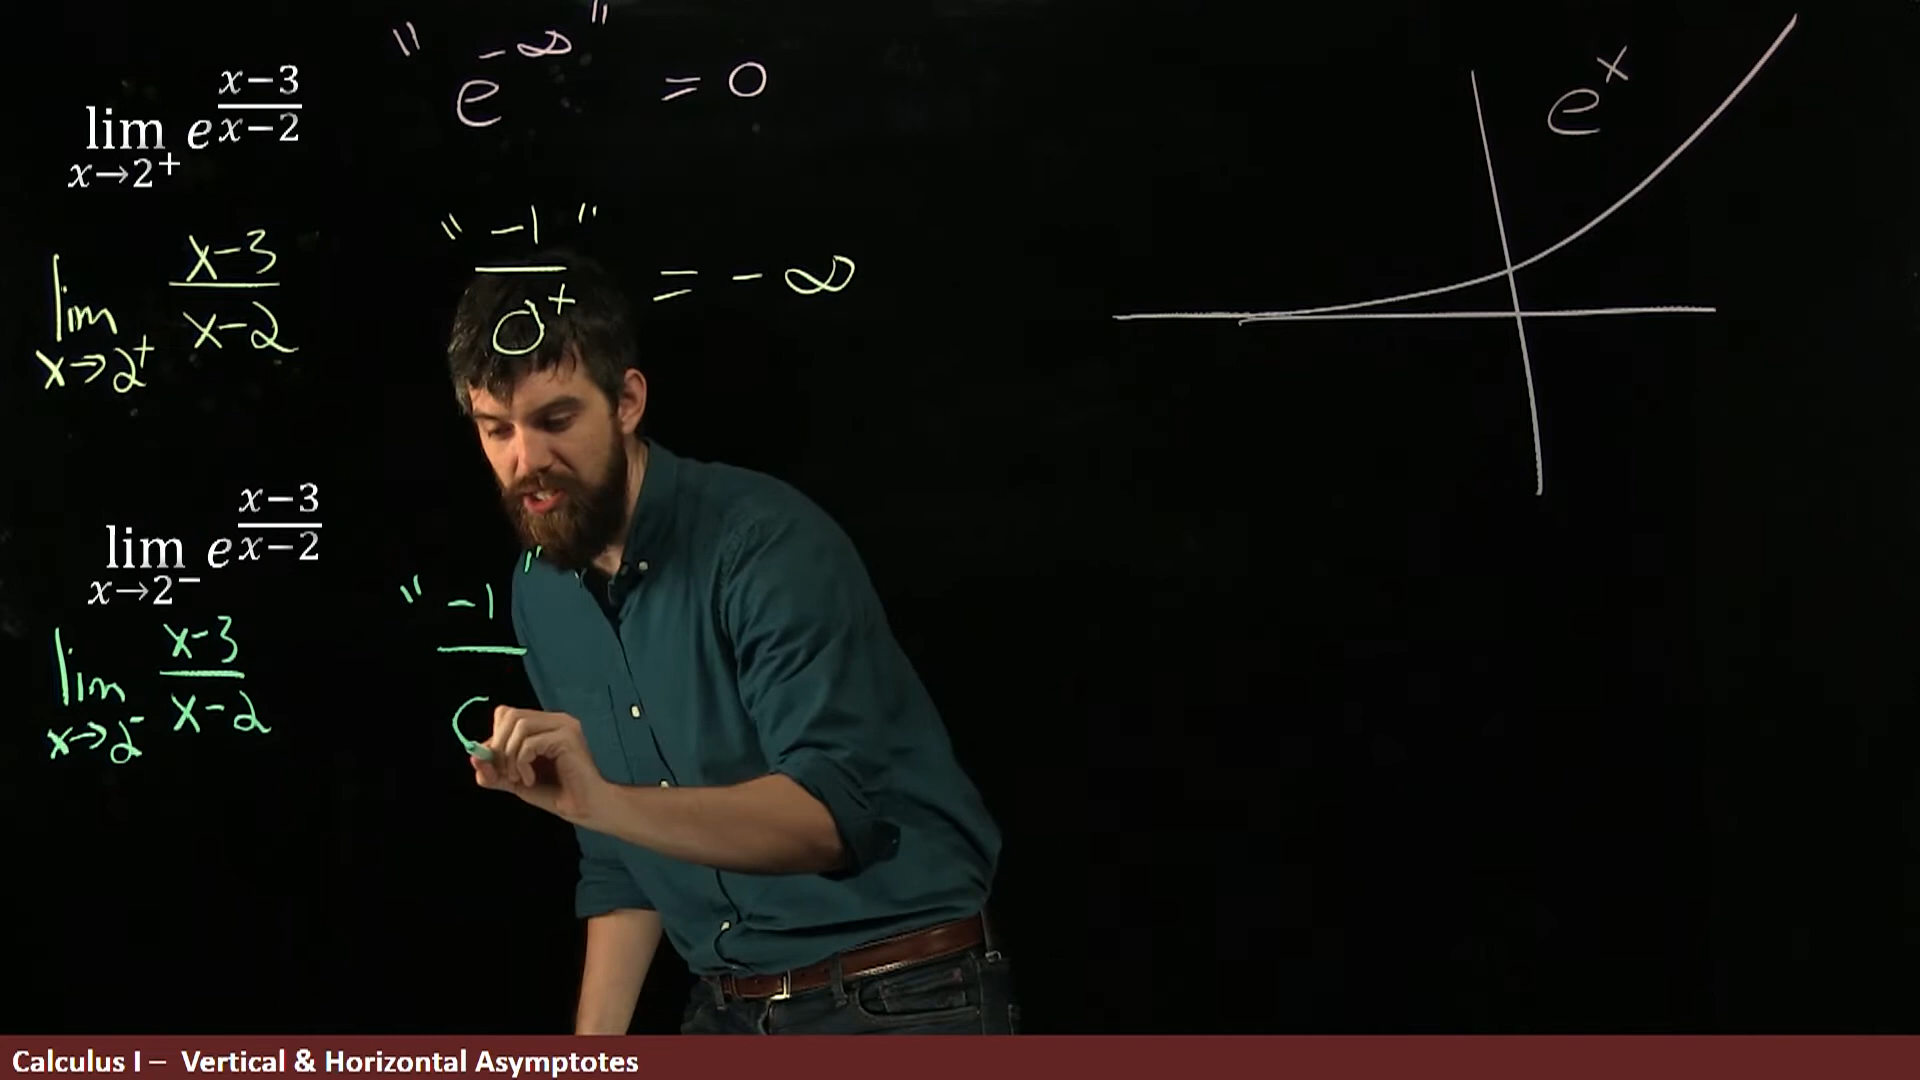 lim x→2⁺ e^((x−3)/(x−2)) "e^(−∞)" = 0
lim x→2⁺ (x−3)/(x−2) "−1/0⁺" = −∞
lim x→2⁻ e^((x−3)/(x−2))
lim x→2⁻ (x−3)/(x−2) "−1"
e^x
Calculus I – Vertical & Horizontal Asymptotes